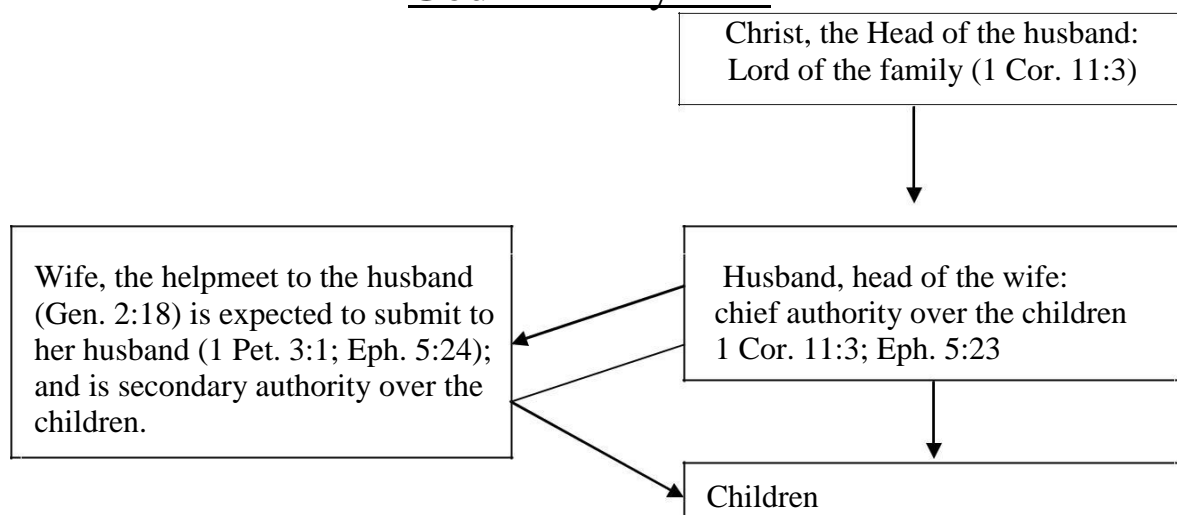 Christ, the Head of the husband:
Lord of the family (1 Cor. 11:3)
Wife, the helpmeet to the husband
(Gen. 2:18) is expected to submit to
her husband (1 Pet. 3:1; Eph. 5:24);
and is secondary authority over the
children.
Husband, head of the wife:
chief authority over the children
1 Cor. 11:3; Eph. 5:23
Children